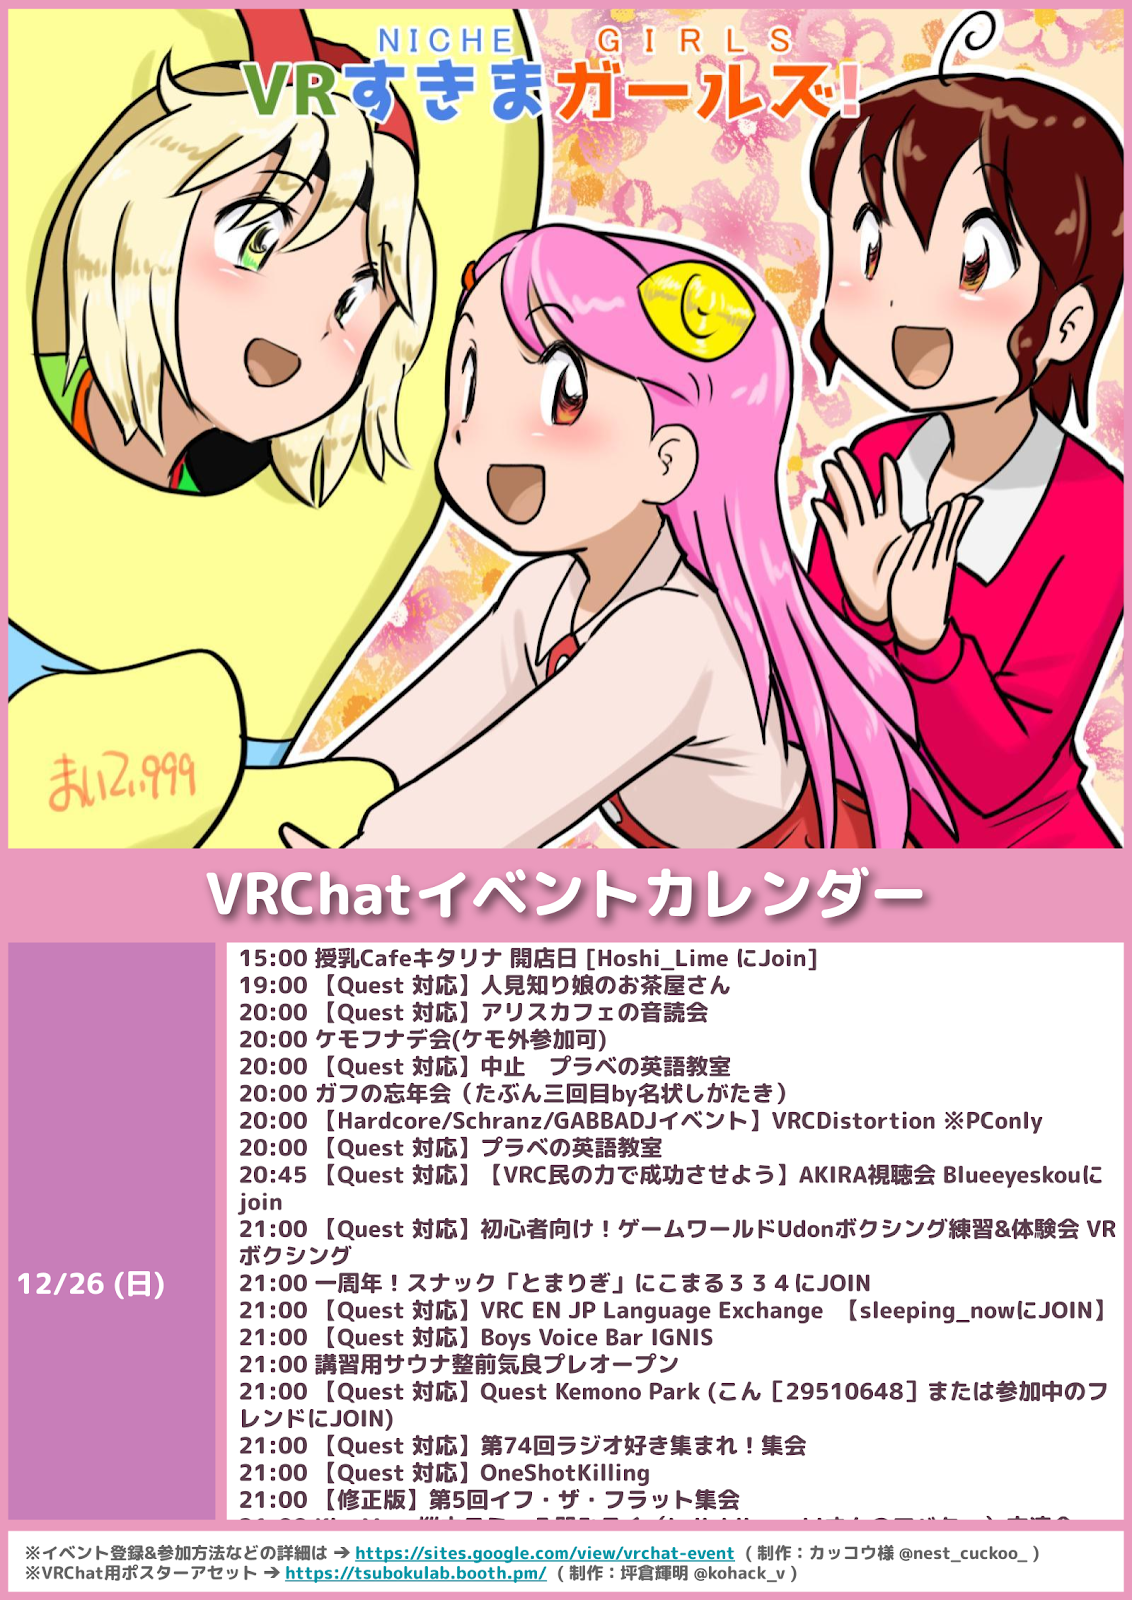 NICHE GIRLS
VRすきまガールズ!
まいてぃ999
VRChatイベントカレンダー
12/26 (日)
15:00 授乳Cafeキタリナ 開店日 [Hoshi_Lime にJoin]
19:00 【Quest 対応】人見知り娘のお茶屋さん
20:00 【Quest 対応】アリスカフェの音読会
20:00 ケモフナデ会(ケモ外参加可)
20:00 【Quest 対応】中止　プラベの英語教室
20:00 ガフの忘年会（たぶん三回目by名状しがたき）
20:00 【Hardcore/Schranz/GABBADJイベント】VRCDistortion ※PConly
20:00 【Quest 対応】プラベの英語教室
20:45 【Quest 対応】【VRC民の力で成功させよう】AKIRA視聴会 Blueeyeskouに
join
21:00 【Quest 対応】初心者向け！ゲームワールドUdonボクシング練習&体験会 VR
ボクシング
21:00 一周年！スナック「とまりぎ」にこまる３３４にJOIN
21:00 【Quest 対応】VRC EN JP Language Exchange 【sleeping_nowにJOIN】
21:00 【Quest 対応】Boys Voice Bar IGNIS
21:00 講習用サウナ整前気良プレオープン
21:00 【Quest 対応】Quest Kemono Park (こん［29510648］または参加中のフ
レンドにJOIN)
21:00 【Quest 対応】第74回ラジオ好き集まれ！集会
21:00 【Quest 対応】OneShotKilling
21:00 【修正版】第5回イフ・ザ・フラット集会
※イベント登録&参加方法などの詳細は ➔ https://sites.google.com/view/vrchat-event ( 制作：カッコウ様 @nest_cuckoo_ )
※VRChat用ポスターアセット ➔ https://tsubokulab.booth.pm/ ( 制作：坪倉輝明 @kohack_v )